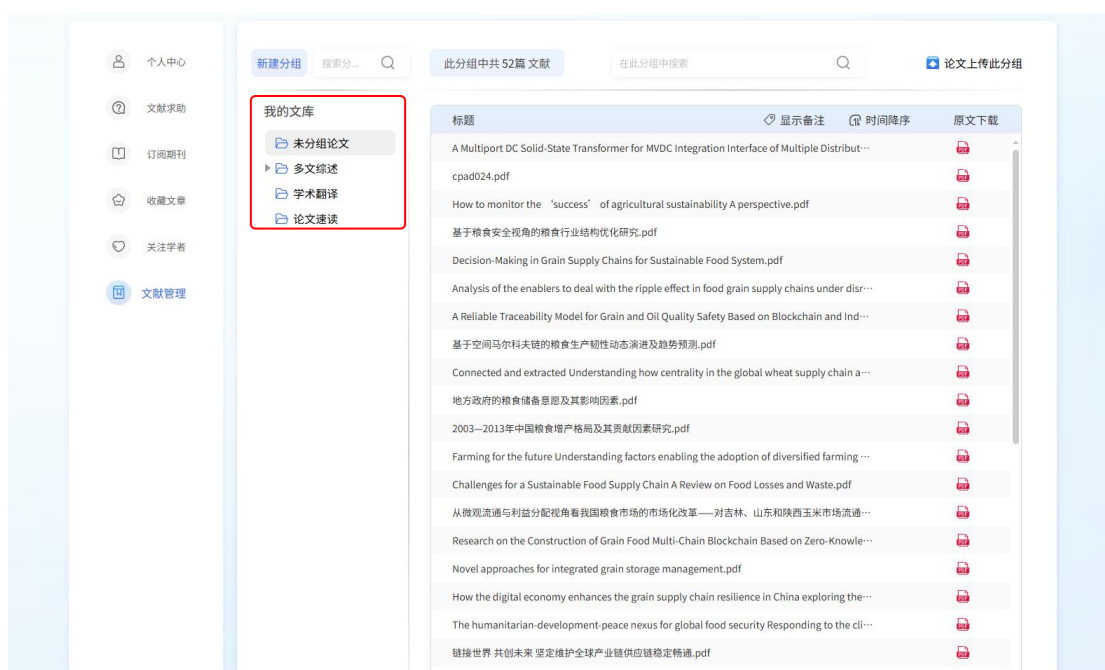 个人中心
文献求助
订阅期刊
收藏文章
关注学者
文献管理
新建分组
搜索分...
我的文库
未分组论文
多文综述
学术翻译
论文速读
此分组中共 52篇 文献
在此分组中搜索
论文上传此分组
标题 显示备注 时间降序 原文下载
A Multiport DC Solid-State Transformer for MVDC Integration Interface of Multiple Distribut···
cpad024.pdf
How to monitor the ‘success’ of agricultural sustainability A perspective.pdf
基于粮食安全视角的粮食行业结构优化研究.pdf
Decision-Making in Grain Supply Chains for Sustainable Food System.pdf
Analysis of the enablers to deal with the ripple effect in food grain supply chains under disr···
A Reliable Traceability Model for Grain and Oil Quality Safety Based on Blockchain and Ind···
基于空间马尔科夫链的粮食生产韧性动态演进及趋势预测.pdf
Connected and extracted Understanding how centrality in the global wheat supply chain a···
地方政府的粮食储备意愿及其影响因素.pdf
2003—2013年中国粮食增产格局及其贡献因素研究.pdf
Farming for the future Understanding factors enabling the adoption of diversified farming ···
Challenges for a Sustainable Food Supply Chain A Review on Food Losses and Waste.pdf
从微观流通与利益分配视角看我国粮食市场的市场化改革——对吉林、山东和陕西玉米市场流通···
Research on the Construction of Grain Food Multi-Chain Blockchain Based on Zero-Knowle···
Novel approaches for integrated grain storage management.pdf
How the digital economy enhances the grain supply chain resilience in China exploring the···
The humanitarian-development-peace nexus for global food security Responding to the cli···
链接世界 共创未来 坚定维护全球产业链供应链稳定畅通.pdf